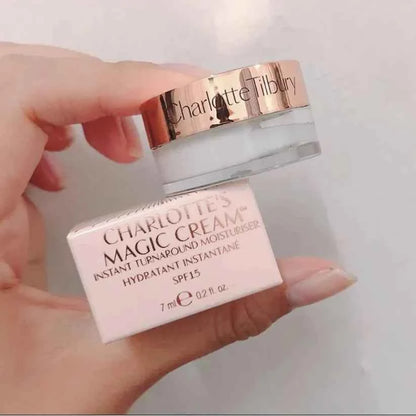 Charlotte Tilbury
CHARLOTTE'S
MAGIC CREAM™
INSTANT TURNAROUND MOISTURISER
HYDRATANT INSTANTANÉ
SPF15
7 ml ℮ 0.2 fl. oz.